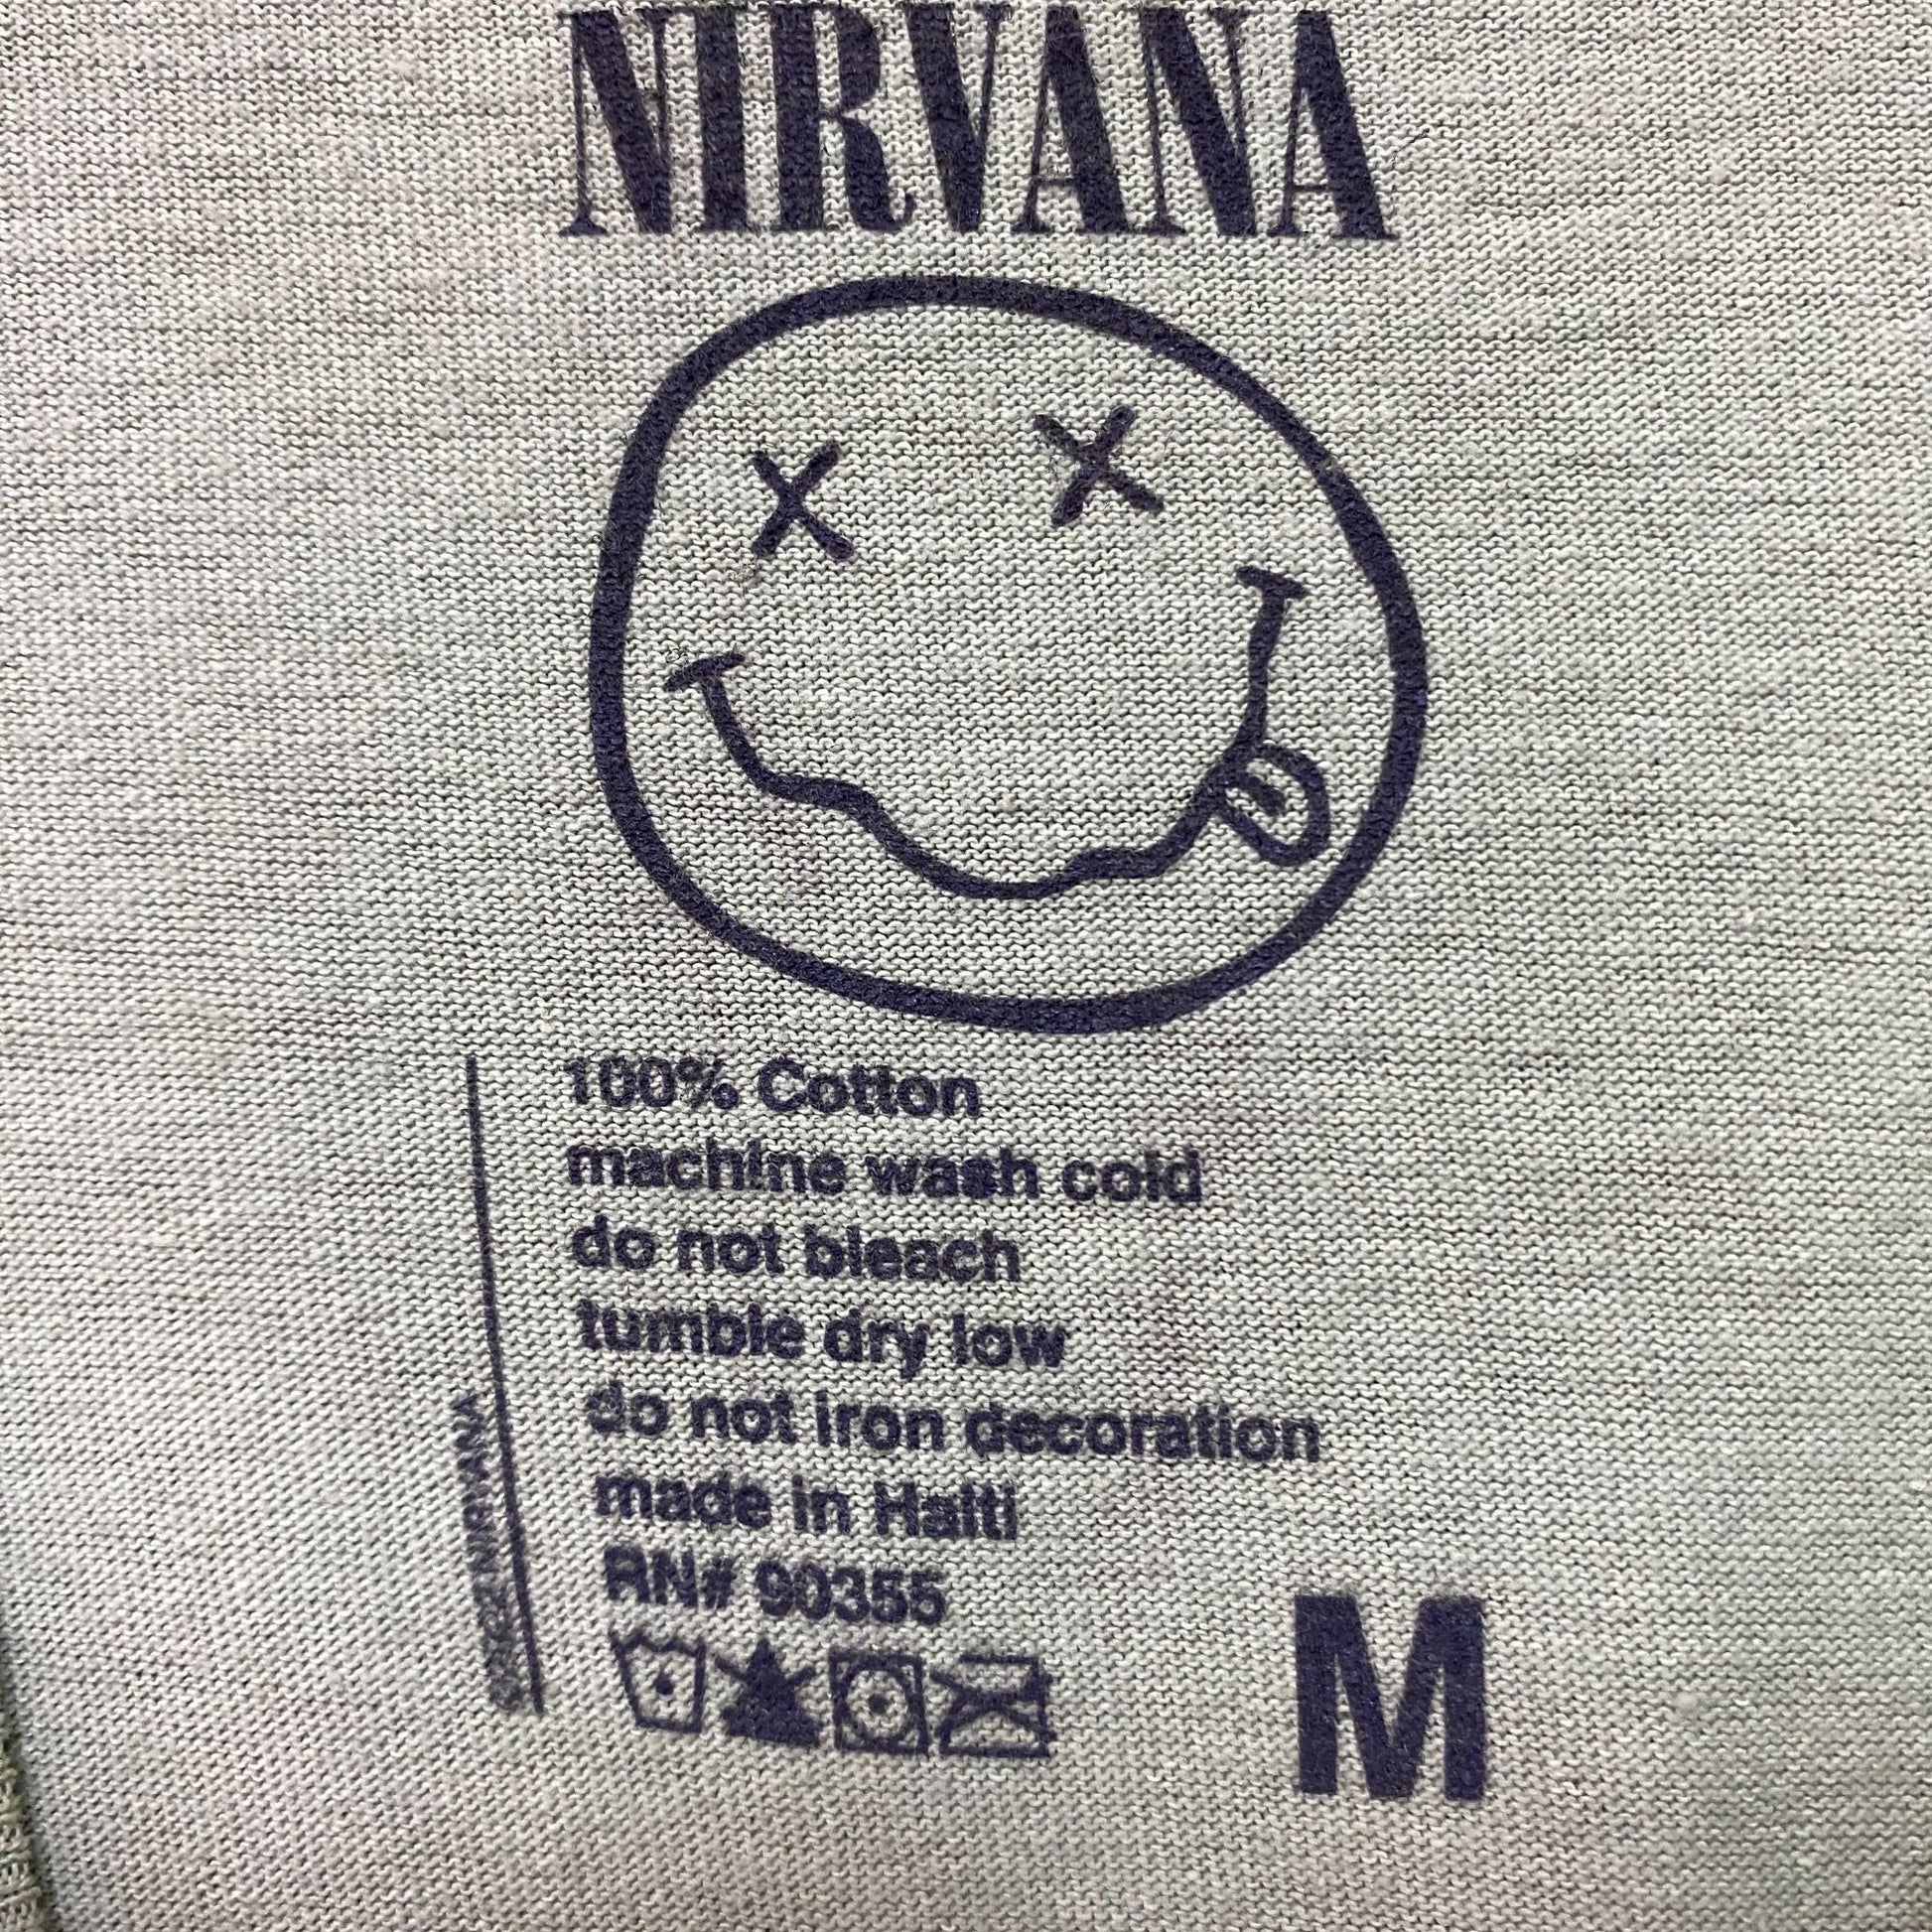 NIRVANA
100% Cotton
machine wash cold
do not bleach
tumble dry low
do not iron decoration
made in Haiti
RN# 90355
M
NIRVANA